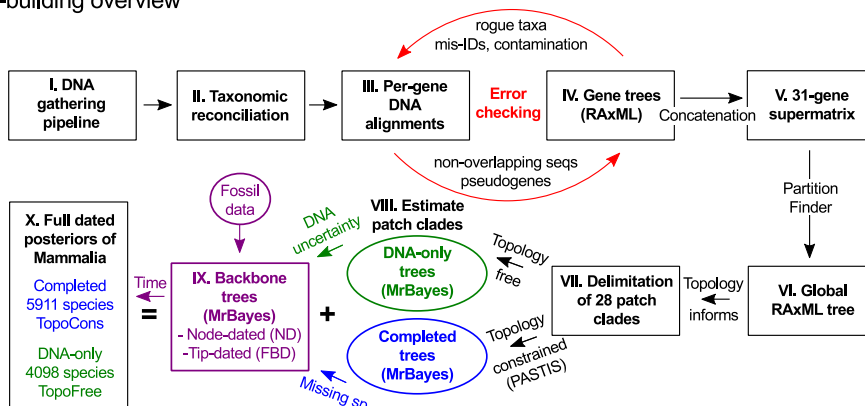 -building overview
rogue taxa
mis-IDs, contamination
I. DNA
gathering
pipeline
II. Taxonomic
reconciliation
III. Per-gene
DNA
alignments
Error
checking
IV. Gene trees
(RAxML)
Concatenation
V. 31-gene
supermatrix
non-overlapping seqs
pseudogenes
Partition
Finder
Fossil
data
X. Full dated
posteriors of
Mammalia
Completed
5911 species
TopoCons
DNA-only
4098 species
TopoFree
Time
=
IX. Backbone
trees
(MrBayes)
- Node-dated (ND)
-Tip-dated (FBD)
+
DNA
uncertainty
Missing
VIII. Estimate
patch clades
DNA-only
trees
(MrBayes)
Completed
trees
(MrBayes)
Topology
free
Topology
constrained
(PASTIS)
VII. Delimitation
of 28 patch
clades
Topology
informs
VI. Global
RAxML tree